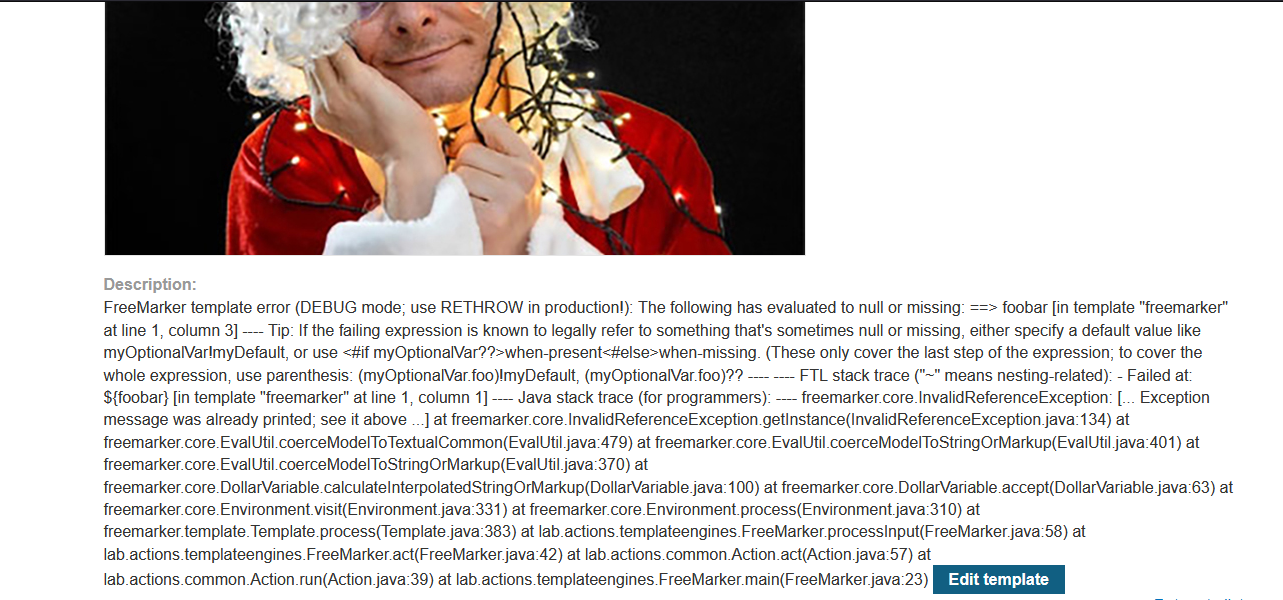 Description:
FreeMarker template error (DEBUG mode; use RETHROW in production!): The following has evaluated to null or missing: ==> foobar [in template "freemarker"
at line 1, column 3] ---- Tip: If the failing expression is known to legally refer to something that's sometimes null or missing, either specify a default value like
myOptionalVar!myDefault, or use <#if myOptionalVar??>when-present<#else>when-missing. (These only cover the last step of the expression; to cover the
whole expression, use parenthesis: (myOptionalVar.foo)!myDefault, (myOptionalVar.foo)?? ---- ---- FTL stack trace ("~" means nesting-related): - Failed at:
${foobar} [in template "freemarker" at line 1, column 1] ---- Java stack trace (for programmers): ---- freemarker.core.InvalidReferenceException: [... Exception
message was already printed; see it above ...] at freemarker.core.InvalidReferenceException.getInstance(InvalidReferenceException.java:134) at
freemarker.core.EvalUtil.coerceModelToTextualCommon(EvalUtil.java:479) at freemarker.core.EvalUtil.coerceModelToStringOrMarkup(EvalUtil.java:401) at
freemarker.core.EvalUtil.coerceModelToStringOrMarkup(EvalUtil.java:370) at
freemarker.core.DollarVariable.calculateInterpolatedStringOrMarkup(DollarVariable.java:100) at freemarker.core.DollarVariable.accept(DollarVariable.java:63) at
freemarker.core.Environment.visit(Environment.java:331) at freemarker.core.Environment.process(Environment.java:310) at
freemarker.template.Template.process(Template.java:383) at lab.actions.templateengines.FreeMarker.processInput(FreeMarker.java:58) at
lab.actions.templateengines.FreeMarker.act(FreeMarker.java:42) at lab.actions.common.Action.act(Action.java:57) at
lab.actions.common.Action.run(Action.java:39) at lab.actions.templateengines.FreeMarker.main(FreeMarker.java:23) Edit template